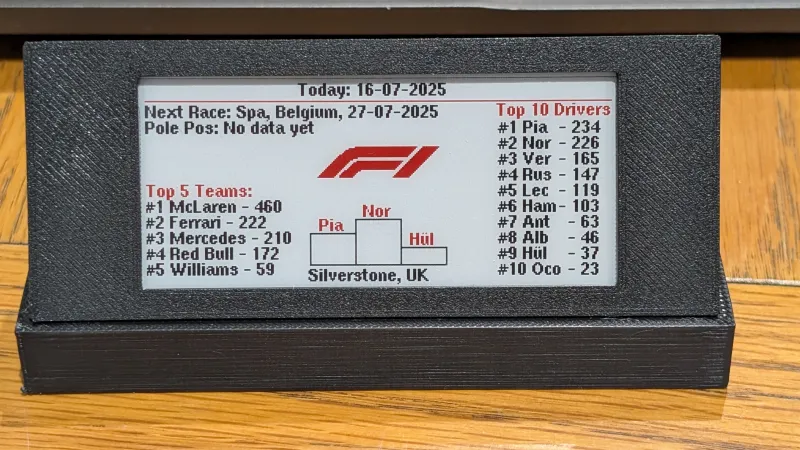 Today: 16-07-2025
Next Race: Spa, Belgium, 27-07-2025
Pole Pos: No data yet
Top 5 Teams:
#1 McLaren - 460
#2 Ferrari - 222
#3 Mercedes - 210
#4 Red Bull - 172
#5 Williams - 59
F1
Nor
Pia
Hül
Silverstone, UK
Top 10 Drivers
#1 Pia - 234
#2 Nor - 226
#3 Ver - 165
#4 Rus - 147
#5 Lec - 119
#6 Ham - 103
#7 Ant - 63
#8 Alb - 46
#9 Hül - 37
#10 Oco - 23